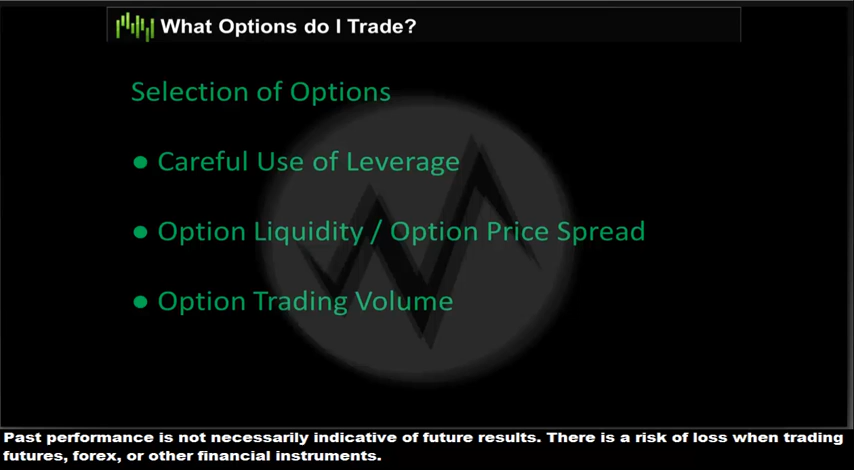 What Options do I Trade?
Selection of Options
● Careful Use of Leverage
● Option Liquidity / Option Price Spread
● Option Trading Volume
Past performance is not necessarily indicative of future results. There is a risk of loss when trading
futures, forex, or other financial instruments.